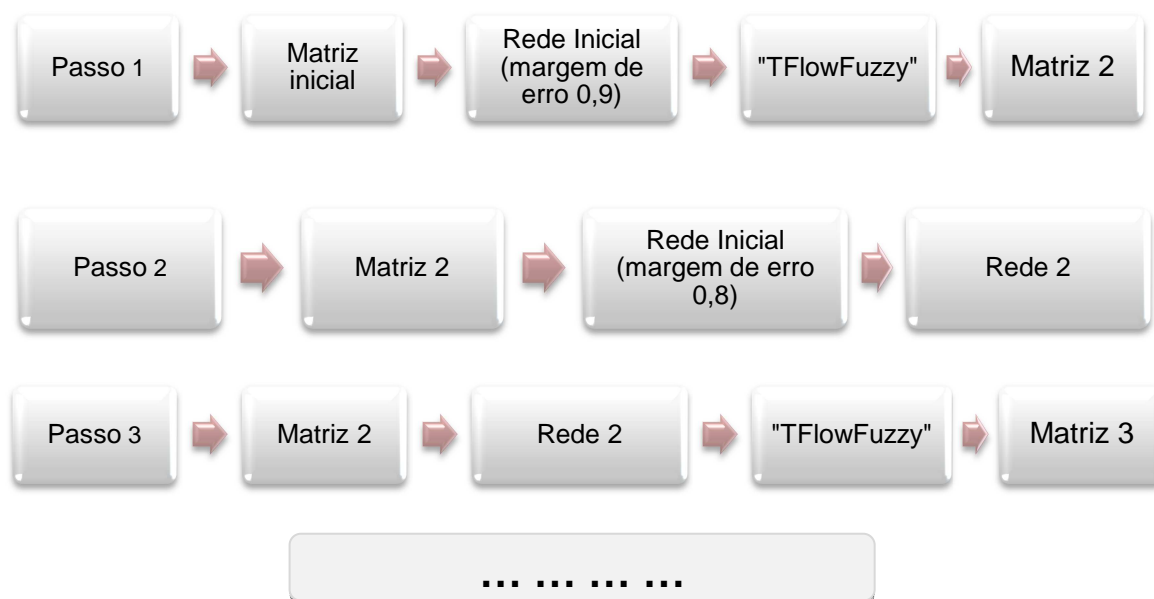 Passo 1
Matriz
inicial
Rede Inicial
(margem de
erro 0,9)
"TFlowFuzzy"
Matriz 2
Passo 2
Matriz 2
Rede Inicial
(margem de erro
0,8)
Rede 2
Passo 3
Matriz 2
Rede 2
"TFlowFuzzy"
Matriz 3
... ... ... ...